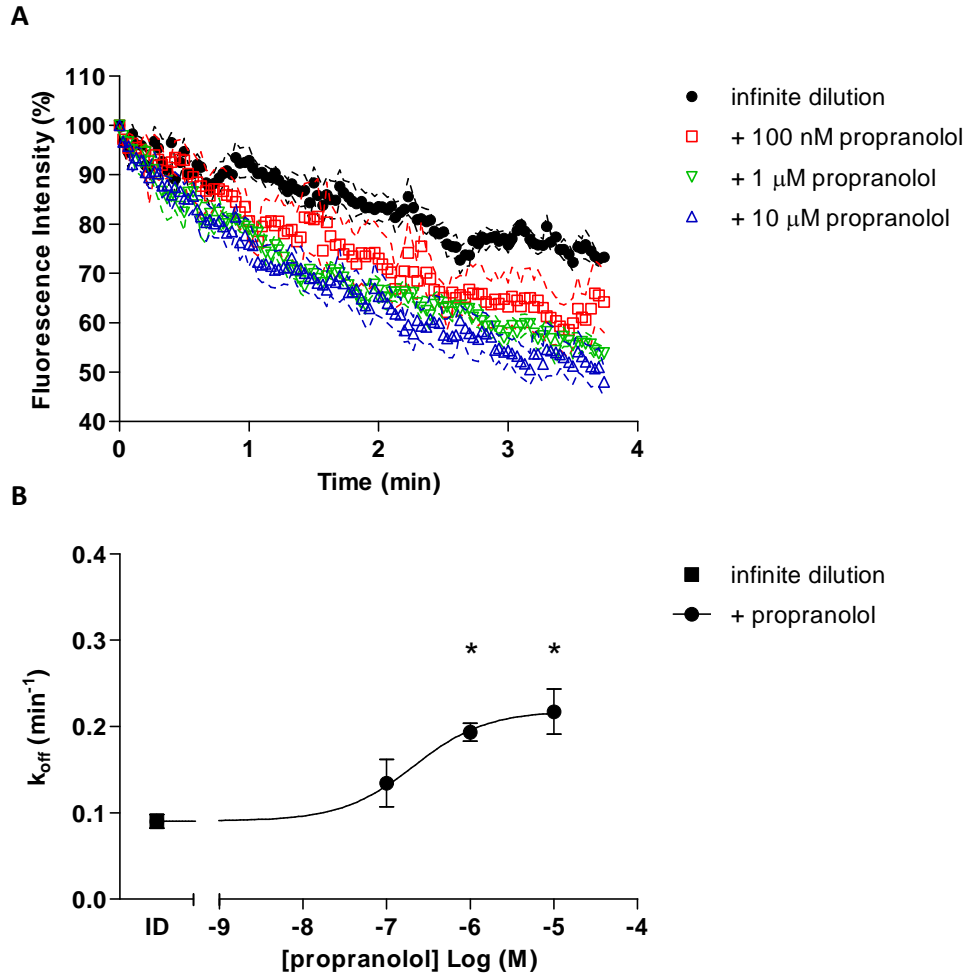 A
110
100
90
80
70
60
50
40
Fluorescence Intensity (%)
0 1 2 3 4
Time (min)
infinite dilution
+ 100 nM propranolol
+ 1 μM propranolol
+ 10 μM propranolol
B
0.4
0.3
0.2
0.1
0.0
k_off (min⁻¹)
* *
ID -9 -8 -7 -6 -5 -4
[propranolol] Log (M)
infinite dilution
+ propranolol